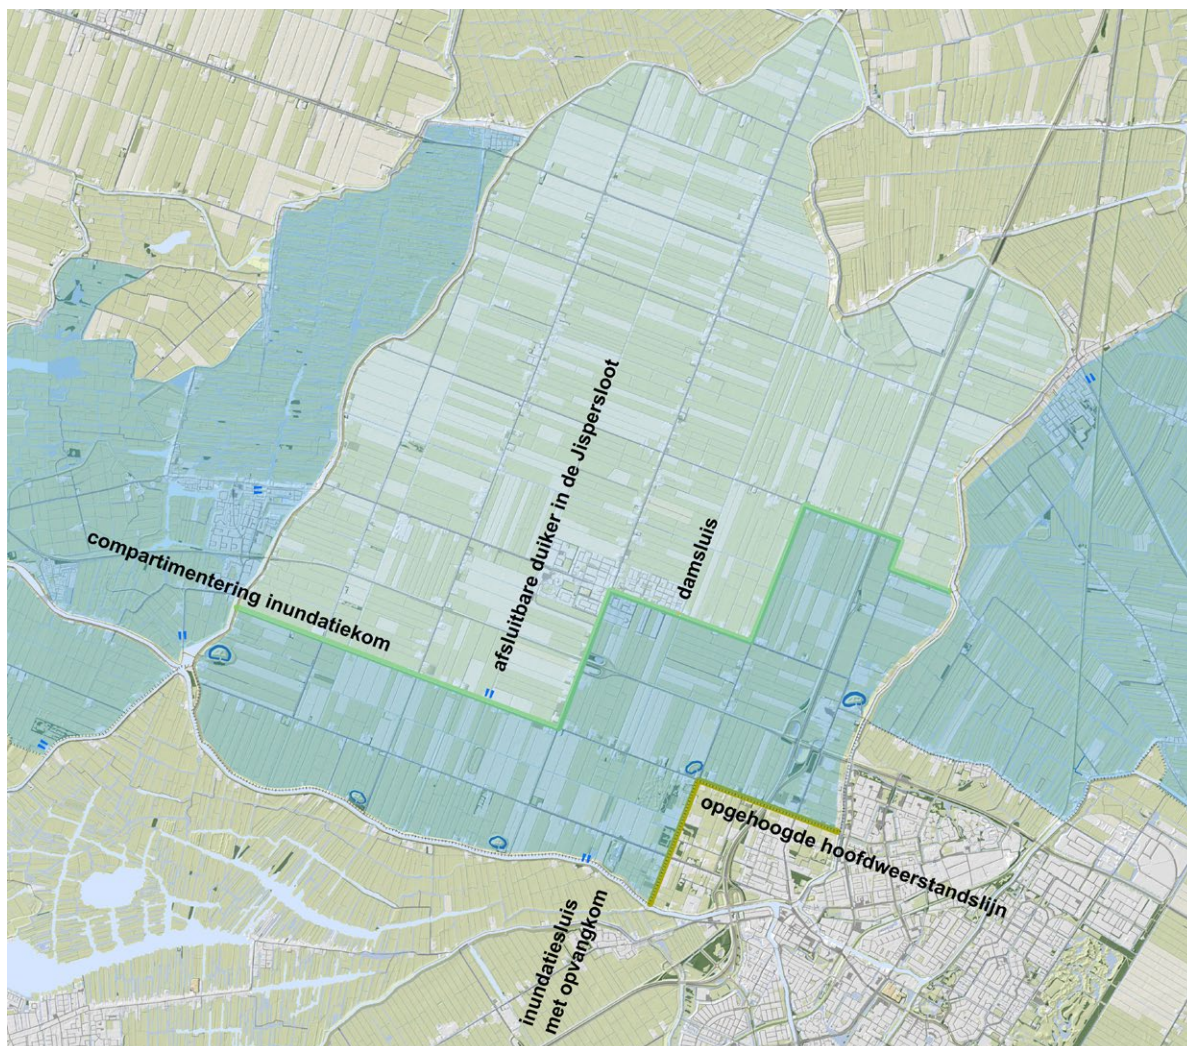 compartimentering inundatiekom
afsluitbare duiker in de Jispersloot
damsluis
opgehoogde hoofdweerstandslijn
inundatiesluis
met opvangkom